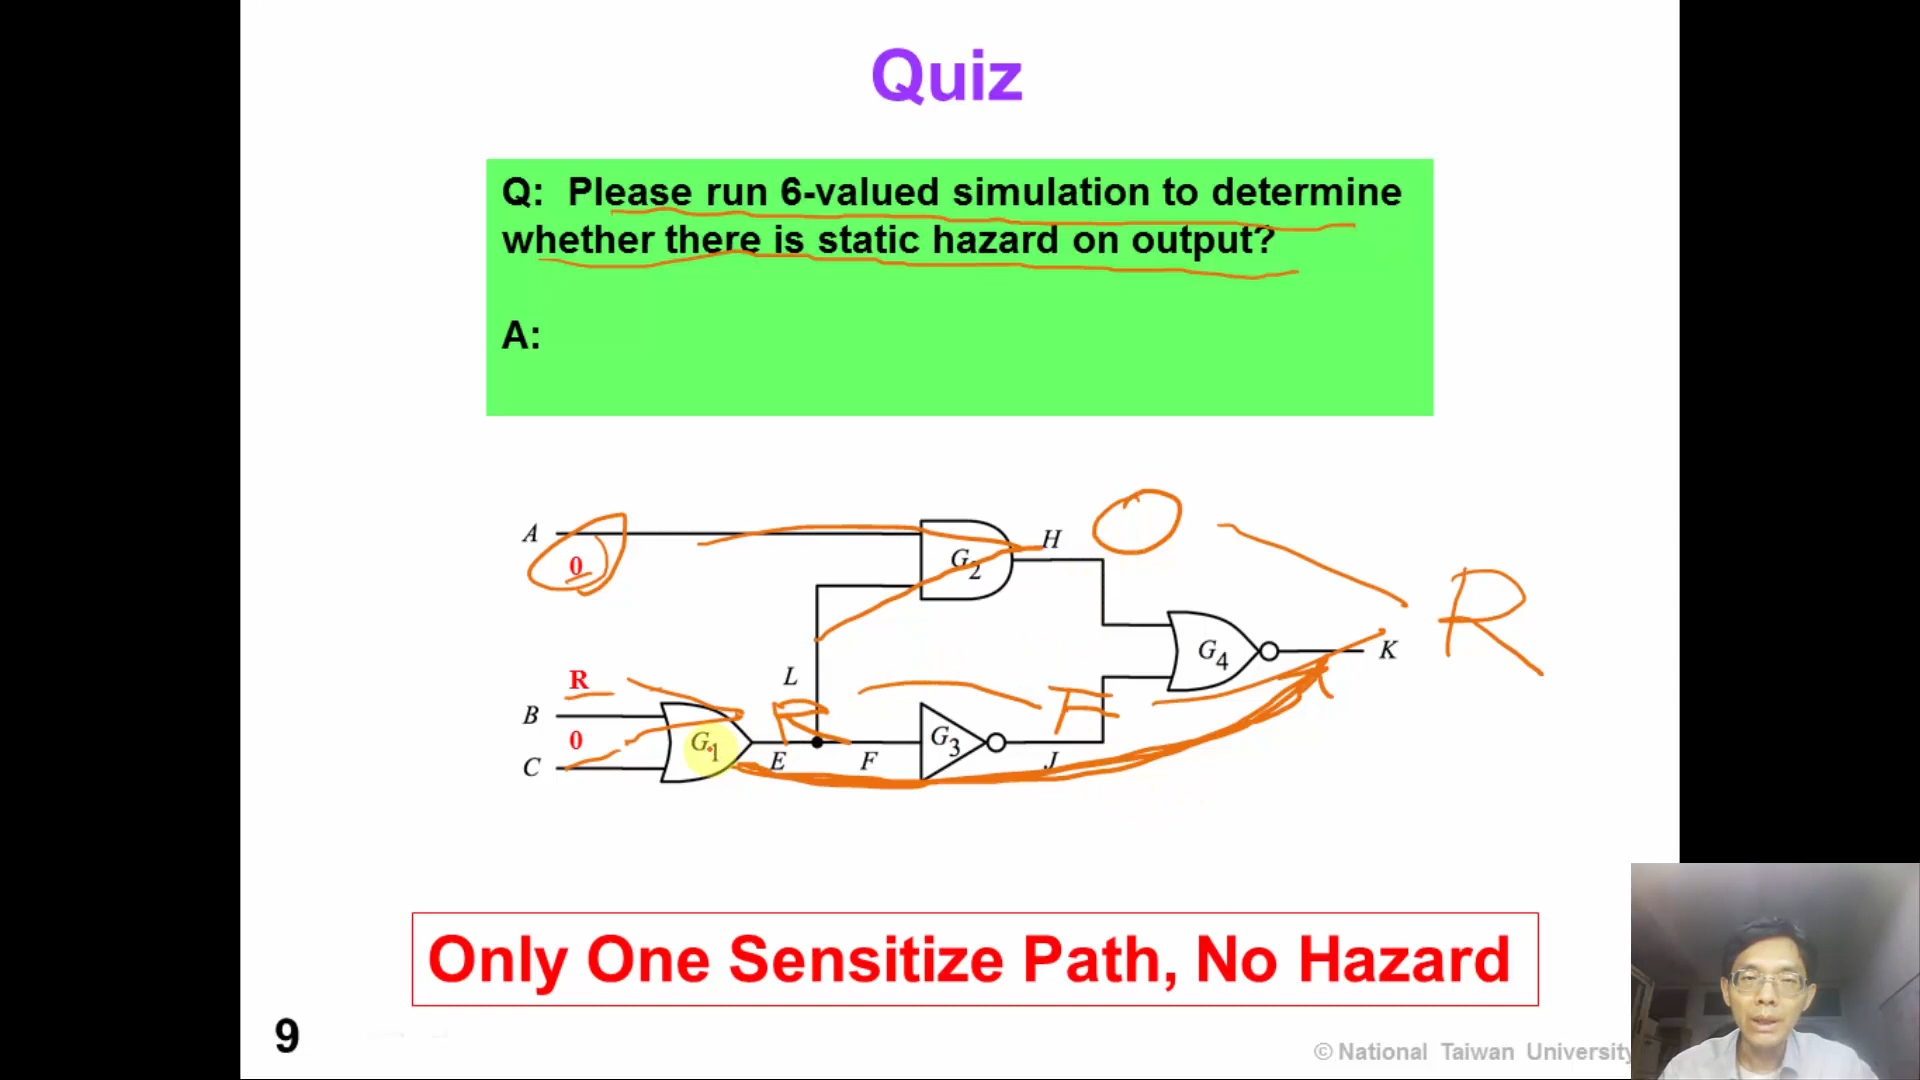 Quiz
Q: Please run 6-valued simulation to determine
whether there is static hazard on output?
A:
A
0
G2
H
0
R
G4
K
R
B
0
C
G1
L
R
E
F
G3
F
J
Only One Sensitize Path, No Hazard
9
© National Taiwan University